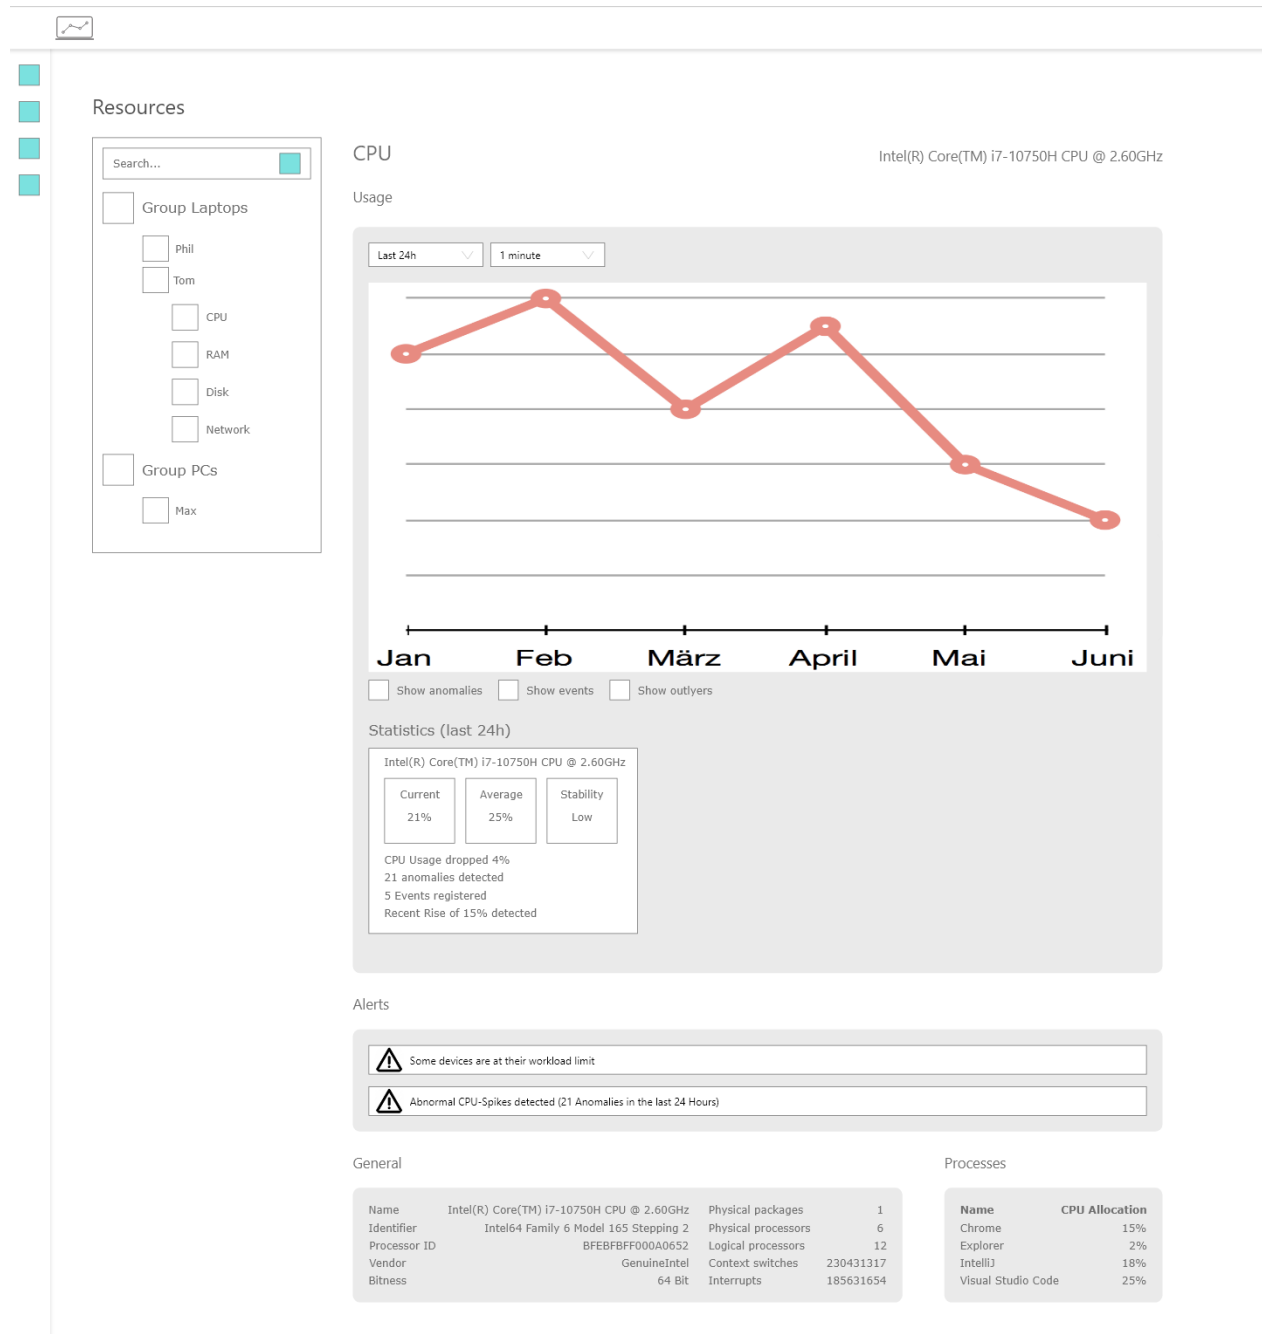 Resources
Search...
Group Laptops
Phil
Tom
CPU
RAM
Disk
Network
Group PCs
Max
CPU
Intel(R) Core(TM) i7-10750H CPU @ 2.60GHz
Usage
Last 24h
1 minute
Jan Feb März April Mai Juni
Show anomalies Show events Show outlyers
Statistics (last 24h)
Intel(R) Core(TM) i7-10750H CPU @ 2.60GHz
Current Average Stability
21% 25% Low
CPU Usage dropped 4%
21 anomalies detected
5 Events registered
Recent Rise of 15% detected
Alerts
Some devices are at their workload limit
Abnormal CPU-Spikes detected (21 Anomalies in the last 24 Hours)
General
Name Intel(R) Core(TM) i7-10750H CPU @ 2.60GHz Physical packages 1
Identifier Intel64 Family 6 Model 165 Stepping 2 Physical processors 6
Processor ID BFEBFBFF000A0652 Logical processors 12
Vendor GenuineIntel Context switches 230431317
Bitness 64 Bit Interrupts 185631654
Processes
Name CPU Allocation
Chrome 15%
Explorer 2%
IntelliJ 18%
Visual Studio Code 25%